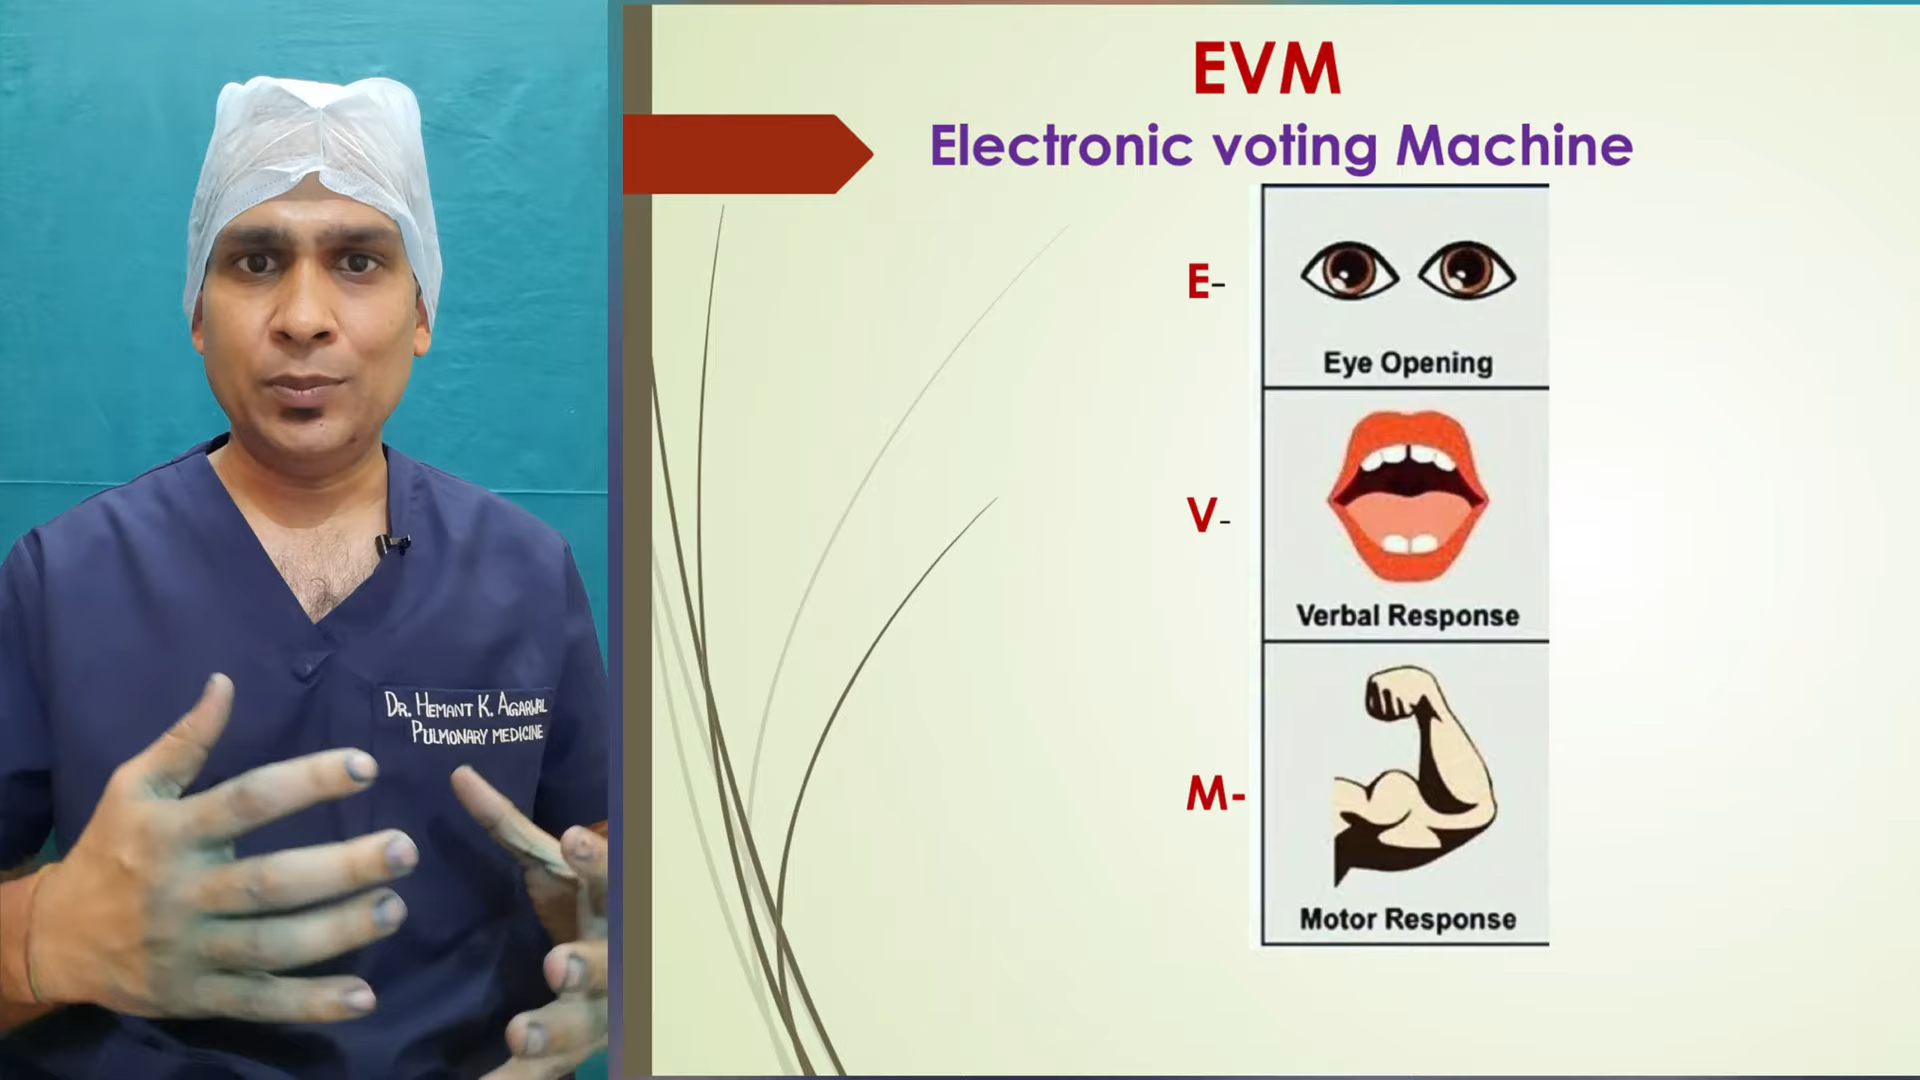 EVM
Electronic voting Machine
E-
Eye Opening
V-
Verbal Response
M-
Motor Response
DR. HEMANT K. AGARWAL
PULMONARY MEDICINE